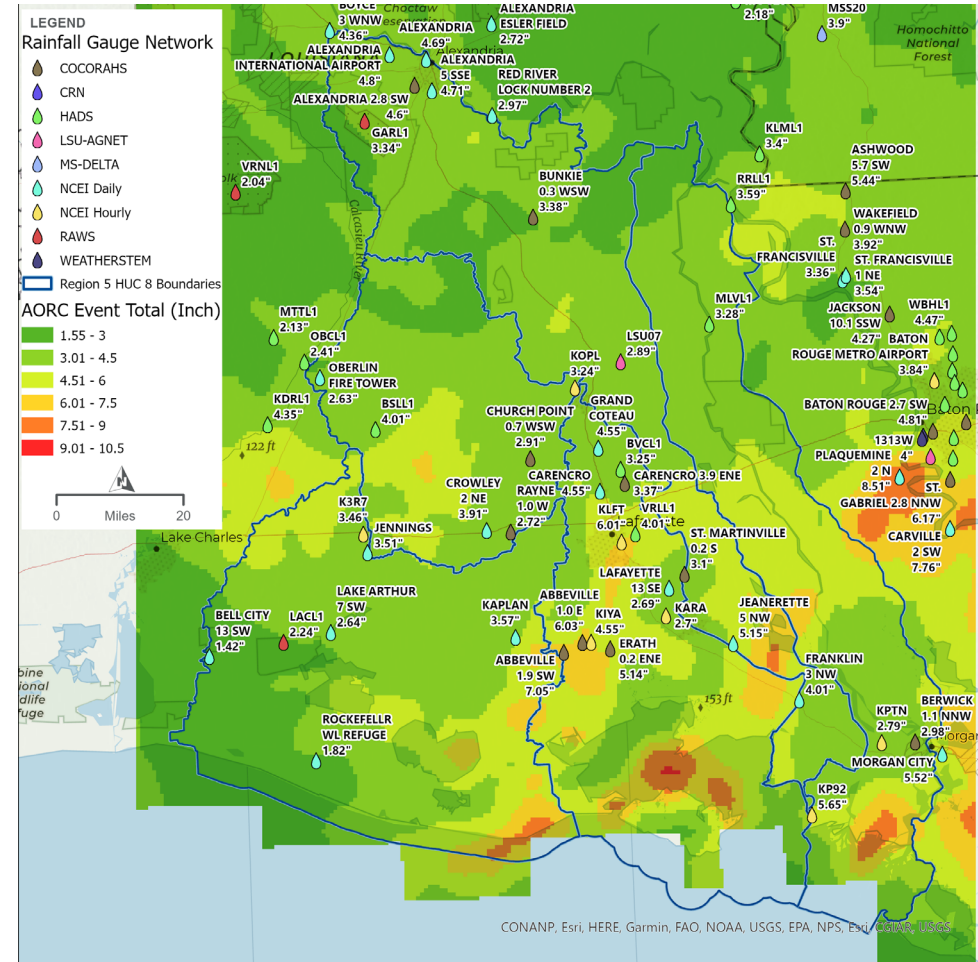 LEGEND
Rainfall Gauge Network
COCORAHS
CRN
HADS
LSU-AGNET
MS-DELTA
NCEI Daily
NCEI Hourly
RAWS
WEATHERSTEM
Region 5 HUC 8 Boundaries
AORC Event Total (Inch)
1.55 - 3
3.01 - 4.5
4.51 - 6
6.01 - 7.5
7.51 - 9
9.01 - 10.5
0 Miles 20
BOYCE
3 WNW
4.36"
Choctaw
ALEXANDRIA
4.69"
Alexandria
ALEXANDRIA
ESLER FIELD
2.72"
2.18"
MSS20
3.9"
Homochitto
National
Forest
ALEXANDRIA
INTERNATIONAL AIRPORT
4.8"
ALEXANDRIA
5 SSE
4.71"
RED RIVER
LOCK NUMBER 2
2.97"
ALEXANDRIA 2.8 SW
4.6"
GARL1
3.34"
VRNL1
2.04"
KLML1
3.4"
ASHWOOD
5.7 SW
5.44"
BUNKIE
0.3 WSW
3.38"
RRLL1
3.59"
WAKEFIELD
0.9 WNW
3.92"
Calcasieu River
ST.
FRANCISVILLE
3.36"
ST. FRANCISVILLE
1 NE
3.54"
MLVL1
3.28"
JACKSON
10.1 SSW
4.27"
WBHL1
4.47"
MTTL1
2.13"
OBCL1
2.41"
OBERLIN
FIRE TOWER
2.63"
LSU07
2.89"
KOPL
3.24"
BATON
ROUGE METRO AIRPORT
3.84"
KDRL1
4.35"
BSLL1
4.01"
CHURCH POINT
0.7 WSW
2.91"
GRAND
COTEAU
4.55"
BATON ROUGE 2.7 SW
4.81"
Baton
122 ft
BVCL1
3.25"
1313W
4"
PLAQUEMINE
2 N
8.51"
CARENCRO
4.55"
CARENCRO 3.9 ENE
3.37"
CROWLEY
2 NE
3.91"
RAYNE
1.0 W
2.72"
ST.
GABRIEL 2.8 NNW
6.17"
K3R7
3.46"
JENNINGS
3.51"
KLFT
6.01"
VRLL1
4.01"
Lake Charles
ST. MARTINVILLE
0.2 S
3.1"
CARVILLE
2 SW
7.76"
LAFAYETTE
13 SE
2.69"
LAKE ARTHUR
7 SW
2.64"
BELL CITY
13 SW
1.42"
LACL1
2.24"
KAPLAN
3.57"
ABBEVILLE
1.0 E
6.03"
KIYA
4.55"
KARA
2.7"
JEANERETTE
5 NW
5.15"
ERATH
0.2 ENE
5.14"
ABBEVILLE
1.9 SW
7.05"
FRANKLIN
3 NW
4.01"
153 ft
KPTN
2.79"
BERWICK
1.1 NNW
2.98"
MORGAN CITY
5.52"
ROCKEFELLR
WL REFUGE
1.82"
KP92
5.65"
CONANP, Esri, HERE, Garmin, FAO, NOAA, USGS, EPA, NPS, Esri, CGIAR, USGS